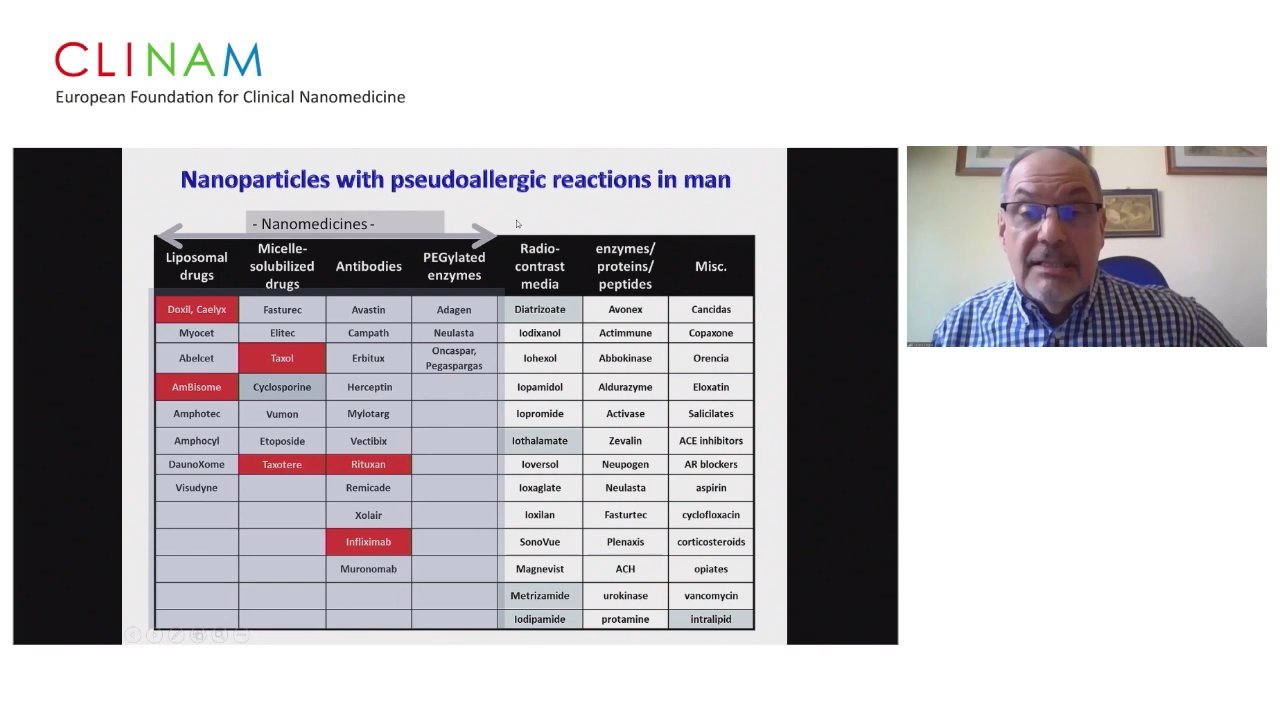 CLINAM
European Foundation for Clinical Nanomedicine
Nanoparticles with pseudoallergic reactions in man
- Nanomedicines -
Liposomal drugs	Micelle-solubilized drugs	Antibodies	PEGylated enzymes	Radio-contrast media	enzymes/ proteins/ peptides	Misc.
Doxil, Caelyx	Fasturec	Avastin	Adagen	Diatrizoate	Avonex	Cancidas
Myocet	Elitec	Campath	Neulasta	Iodixanol	Actimmune	Copaxone
Abelcet	Taxol	Erbitux	Oncaspar, Pegaspargas	Iohexol	Abbokinase	Orencia
AmBisome	Cyclosporine	Herceptin	Iopamidol	Aldurazyme	Eloxatin
Amphotec	Vumon	Mylotarg	Iopromide	Activase	Salicilates
Amphocyl	Etoposide	Vectibix	Iothalamate	Zevalin	ACE inhibitors
DaunoXome	Taxotere	Rituxan	Ioversol	Neupogen	AR blockers
Visudyne	Remicade	Ioxaglate	Neulasta	aspirin
Xolair	Ioxilan	Fasturtec	cyclofloxacin
Infliximab	SonoVue	Plenaxis	corticosteroids
Muronomab	Magnevist	ACH	opiates
Metrizamide	urokinase	vancomycin
Iodipamide	protamine	intralipid